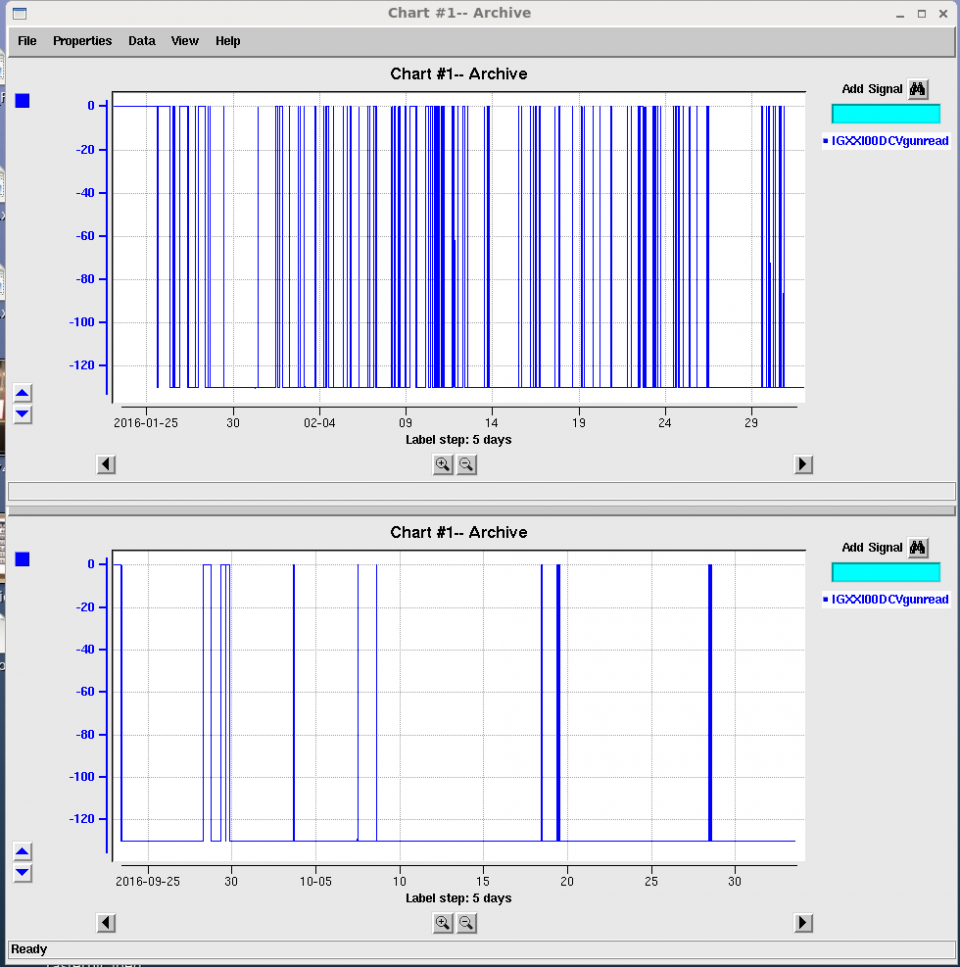 Chart #1-- Archive
File Properties Data View Help
Chart #1-- Archive
Add Signal
IGXXI00DCVgunread
0
-20
-40
-60
-80
-100
-120
2016-01-25 30 02-04 09 14 19 24 29
Label step: 5 days
Chart #1-- Archive
Add Signal
IGXXI00DCVgunread
0
-20
-40
-60
-80
-100
-120
2016-09-25 30 10-05 10 15 20 25 30
Label step: 5 days
Ready